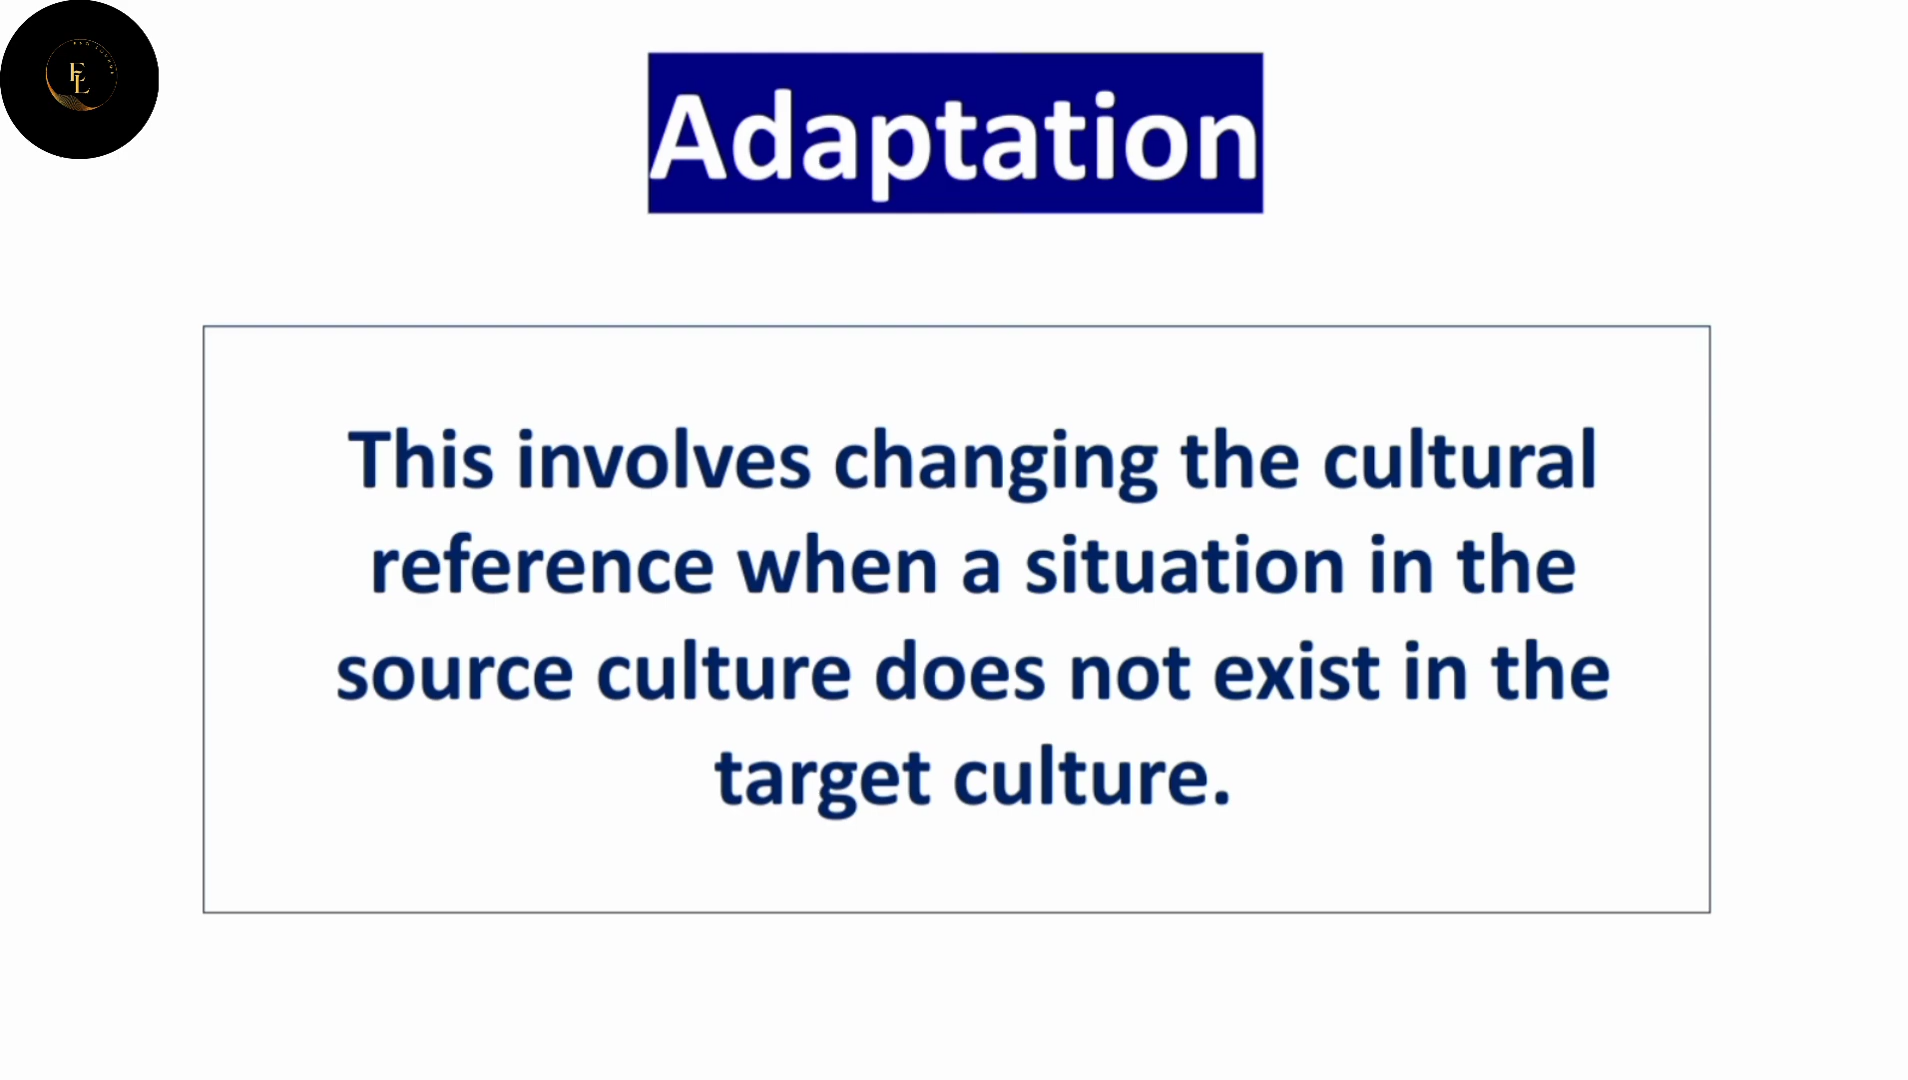 EL
Adaptation
This involves changing the cultural
reference when a situation in the
source culture does not exist in the
target culture.